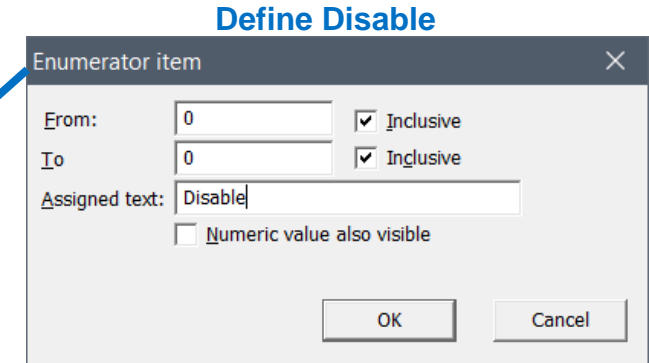 Define Disable
Enumerator item
From: 0 Inclusive
To 0 Inclusive
Assigned text: Disable
Numeric value also visible
OK Cancel